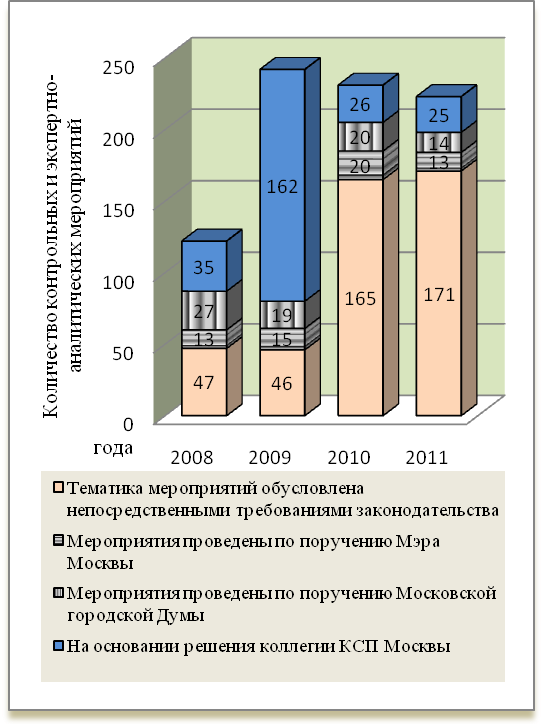 Количество контрольных и экспертно-
аналитических мероприятий
250
200
150
100
50
0
года
35
27
13
47
162
19
15
46
26
20
20
165
25
14
13
171
2008 2009 2010 2011
Тематика мероприятий обусловлена
непосредственными требованиями законодательства
Мероприятия проведены по поручению Мэра
Москвы
Мероприятия проведены по поручению Московской
городской Думы
На основании решения коллегии КСП Москвы